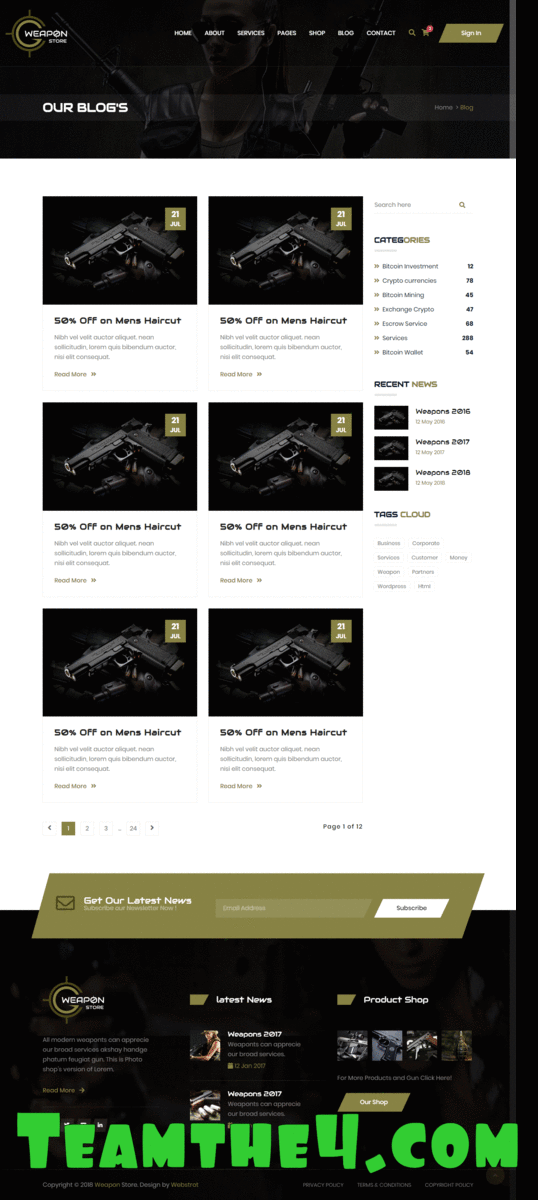 WEAPON
STORE
HOME ABOUT SERVICES PAGES SHOP BLOG CONTACT Sign In
OUR BLOG'S
Home > Blog
21
JUL
50% Off on Mens Haircut
Nibh vel velit auctor aliquet, nean
sollicitudin, lorem quis bibendum auctor,
nisi elit consequat.
Read More
21
JUL
50% Off on Mens Haircut
Nibh vel velit auctor aliquet, nean
sollicitudin, lorem quis bibendum auctor,
nisi elit consequat.
Read More
21
JUL
50% Off on Mens Haircut
Nibh vel velit auctor aliquet, nean
sollicitudin, lorem quis bibendum auctor,
nisi elit consequat.
Read More
21
JUL
50% Off on Mens Haircut
Nibh vel velit auctor aliquet, nean
sollicitudin, lorem quis bibendum auctor,
nisi elit consequat.
Read More
21
JUL
50% Off on Mens Haircut
Nibh vel velit auctor aliquet, nean
sollicitudin, lorem quis bibendum auctor,
nisi elit consequat.
Read More
21
JUL
50% Off on Mens Haircut
Nibh vel velit auctor aliquet, nean
sollicitudin, lorem quis bibendum auctor,
nisi elit consequat.
Read More
1 2 3 ... 24
Page 1 of 12
Search here
CATEGORIES
Bitcoin Investment 12
Crypto currencies 78
Bitcoin Mining 45
Exchange Crypto 47
Escrow Service 68
Services 288
Bitcoin Wallet 54
RECENT NEWS
Weapons 2016
12 May 2016
Weapons 2017
12 May 2017
Weapons 2018
12 May 2018
TAGS CLOUD
Business Corporate
Services Customer Money
Weapon Partners
Wordpress Html
Get Our Latest News
Subscribe our Newsletter Now !
Email Address
Subscribe
WEAPON
STORE
All modern weaponts can apprecie
our broad services akshay handge
phatum feugiat gun. This is Photo
shop's version of Lorem.
Read More
latest News
Weapons 2017
Weaponts can apprecie
our broad services.
12 Jan 2017
Weapons 2017
Weaponts can apprecie
our broad services.
Product Shop
For More Products and Gun Click Here!
Our Shop
Teamthe4.com
Copyright © 2018 Weapon Store. Design by Webstrot
PRIVACY POLICY TERMS & CONDITIONS COPYRIGHT POLICY